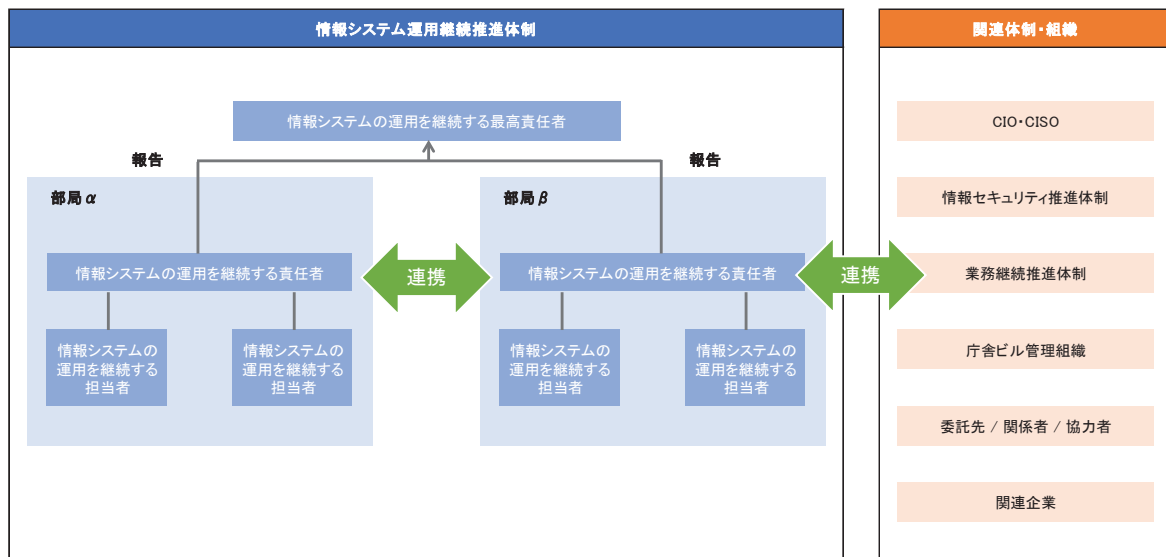 情報システム運用継続推進体制
情報システムの運用を継続する最高責任者
報告
報告
部局α
情報システムの運用を継続する責任者
情報システムの
運用を継続する
担当者
情報システムの
運用を継続する
担当者
連携
部局β
情報システムの運用を継続する責任者
情報システムの
運用を継続する
担当者
情報システムの
運用を継続する
担当者
連携
関連体制・組織
CIO・CISO
情報セキュリティ推進体制
業務継続推進体制
庁舎ビル管理組織
委託先 / 関係者 / 協力者
関連企業